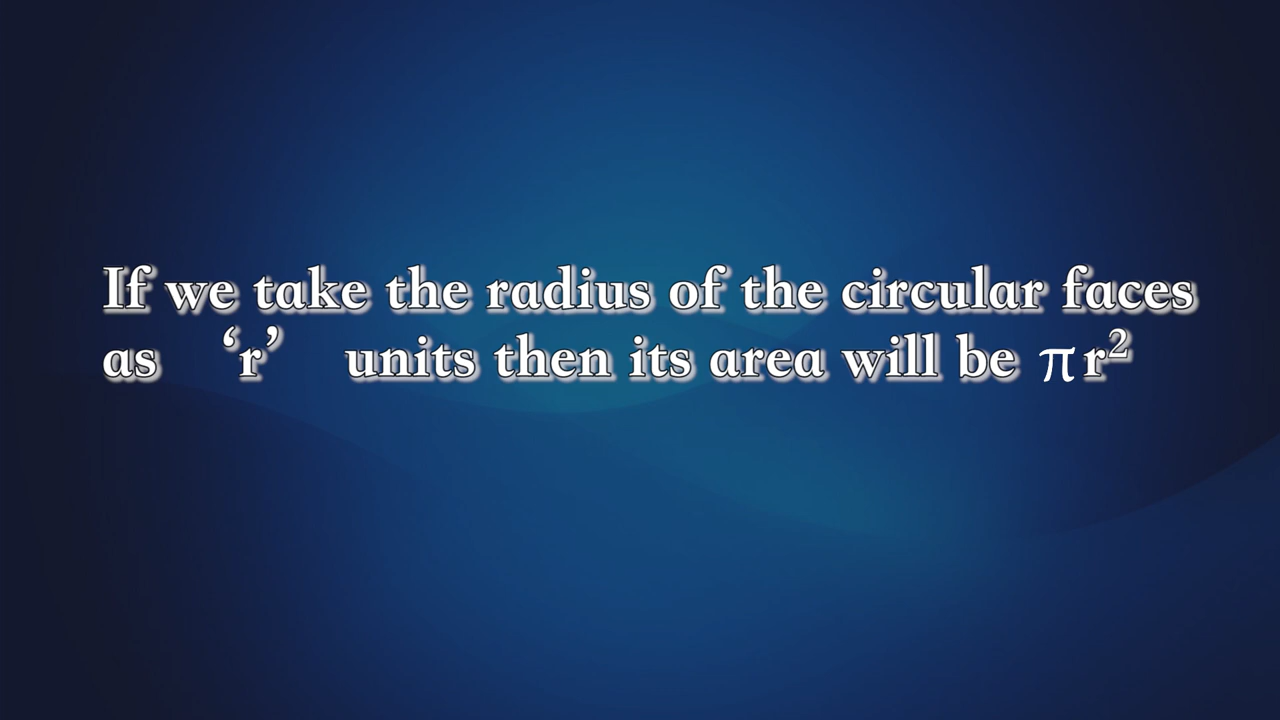 If we take the radius of the circular faces
as ‘r’ units then its area will be πr²